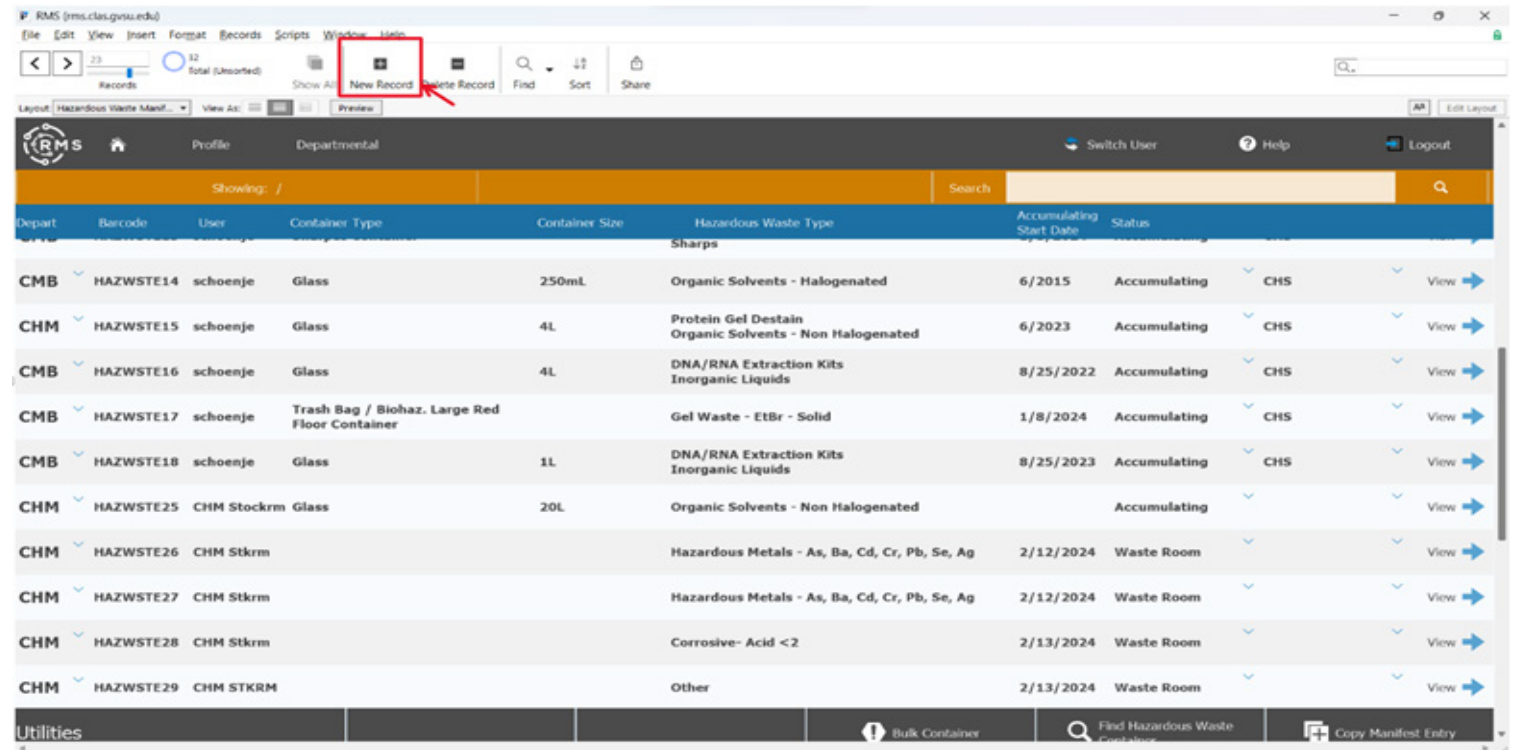 RMS (rms.clas.gvsu.edu)
File Edit View Insert Format Records Scripts Window Help
23
32
Total (Unsorted)
Records
Show All
New Record
Delete Record
Find
Sort
Share
Layout: Hazardous Waste Manif...
View As:
Preview
Aa
Edit Layout
RMS
Profile
Departmental
Switch User
Help
Logout
Showing: /
Search
Depart Barcode User Container Type Container Size Hazardous Waste Type Accumulating Start Date Status
Sharps
CMB HAZWSTE14 schoenje Glass 250mL Organic Solvents - Halogenated 6/2015 Accumulating CHS View
CHM HAZWSTE15 schoenje Glass 4L Protein Gel Destain
Organic Solvents - Non Halogenated 6/2023 Accumulating CHS View
CMB HAZWSTE16 schoenje Glass 4L DNA/RNA Extraction Kits
Inorganic Liquids 8/25/2022 Accumulating CHS View
CMB HAZWSTE17 schoenje Trash Bag / Biohaz. Large Red
Floor Container Gel Waste - EtBr - Solid 1/8/2024 Accumulating CHS View
CMB HAZWSTE18 schoenje Glass 1L DNA/RNA Extraction Kits
Inorganic Liquids 8/25/2023 Accumulating CHS View
CHM HAZWSTE25 CHM Stockrm Glass 20L Organic Solvents - Non Halogenated Accumulating View
CHM HAZWSTE26 CHM Stkrm Hazardous Metals - As, Ba, Cd, Cr, Pb, Se, Ag 2/12/2024 Waste Room View
CHM HAZWSTE27 CHM Stkrm Hazardous Metals - As, Ba, Cd, Cr, Pb, Se, Ag 2/12/2024 Waste Room View
CHM HAZWSTE28 CHM Stkrm Corrosive- Acid <2 2/13/2024 Waste Room View
CHM HAZWSTE29 CHM STKRM Other 2/13/2024 Waste Room View
Utilities
Bulk Container
Find Hazardous Waste
Container
Copy Manifest Entry